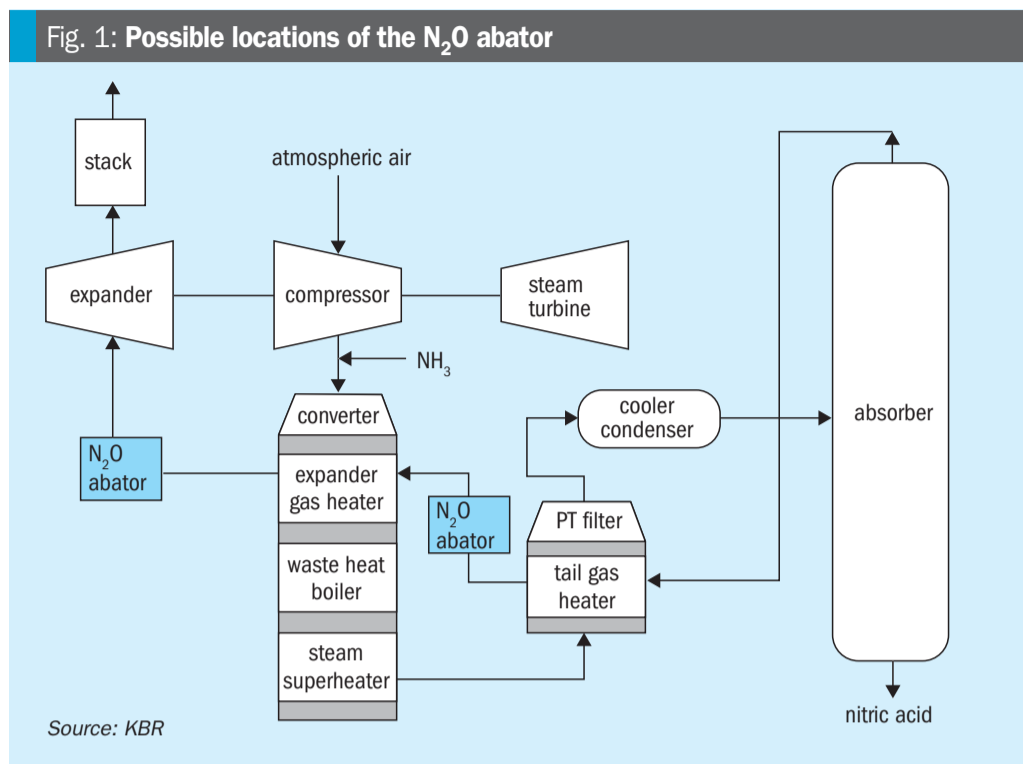 Fig. 1: Possible locations of the N₂O abator
stack
atmospheric air
expander
compressor
steam
turbine
NH₃
converter
cooler
condenser
absorber
N₂O
abator
expander
gas heater
N₂O
abator
PT filter
waste heat
boiler
tail gas
heater
steam
superheater
nitric acid
Source: KBR